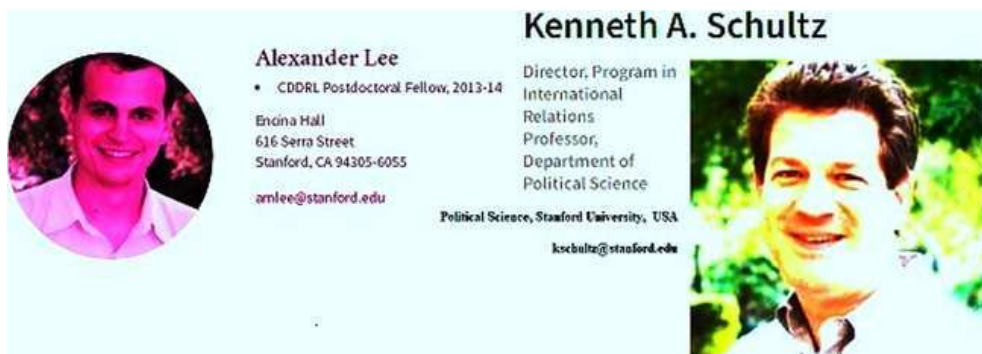 Kenneth A. Schultz
Alexander Lee
• CDDRL Postdoctoral Fellow, 2013-14
Encina Hall
616 Serra Street
Stanford, CA 94305-6055
amlee@stanford.edu
Director, Program in
International
Relations
Professor,
Department of
Political Science
Political Science, Stanford University, USA
kschultz@stanford.edu